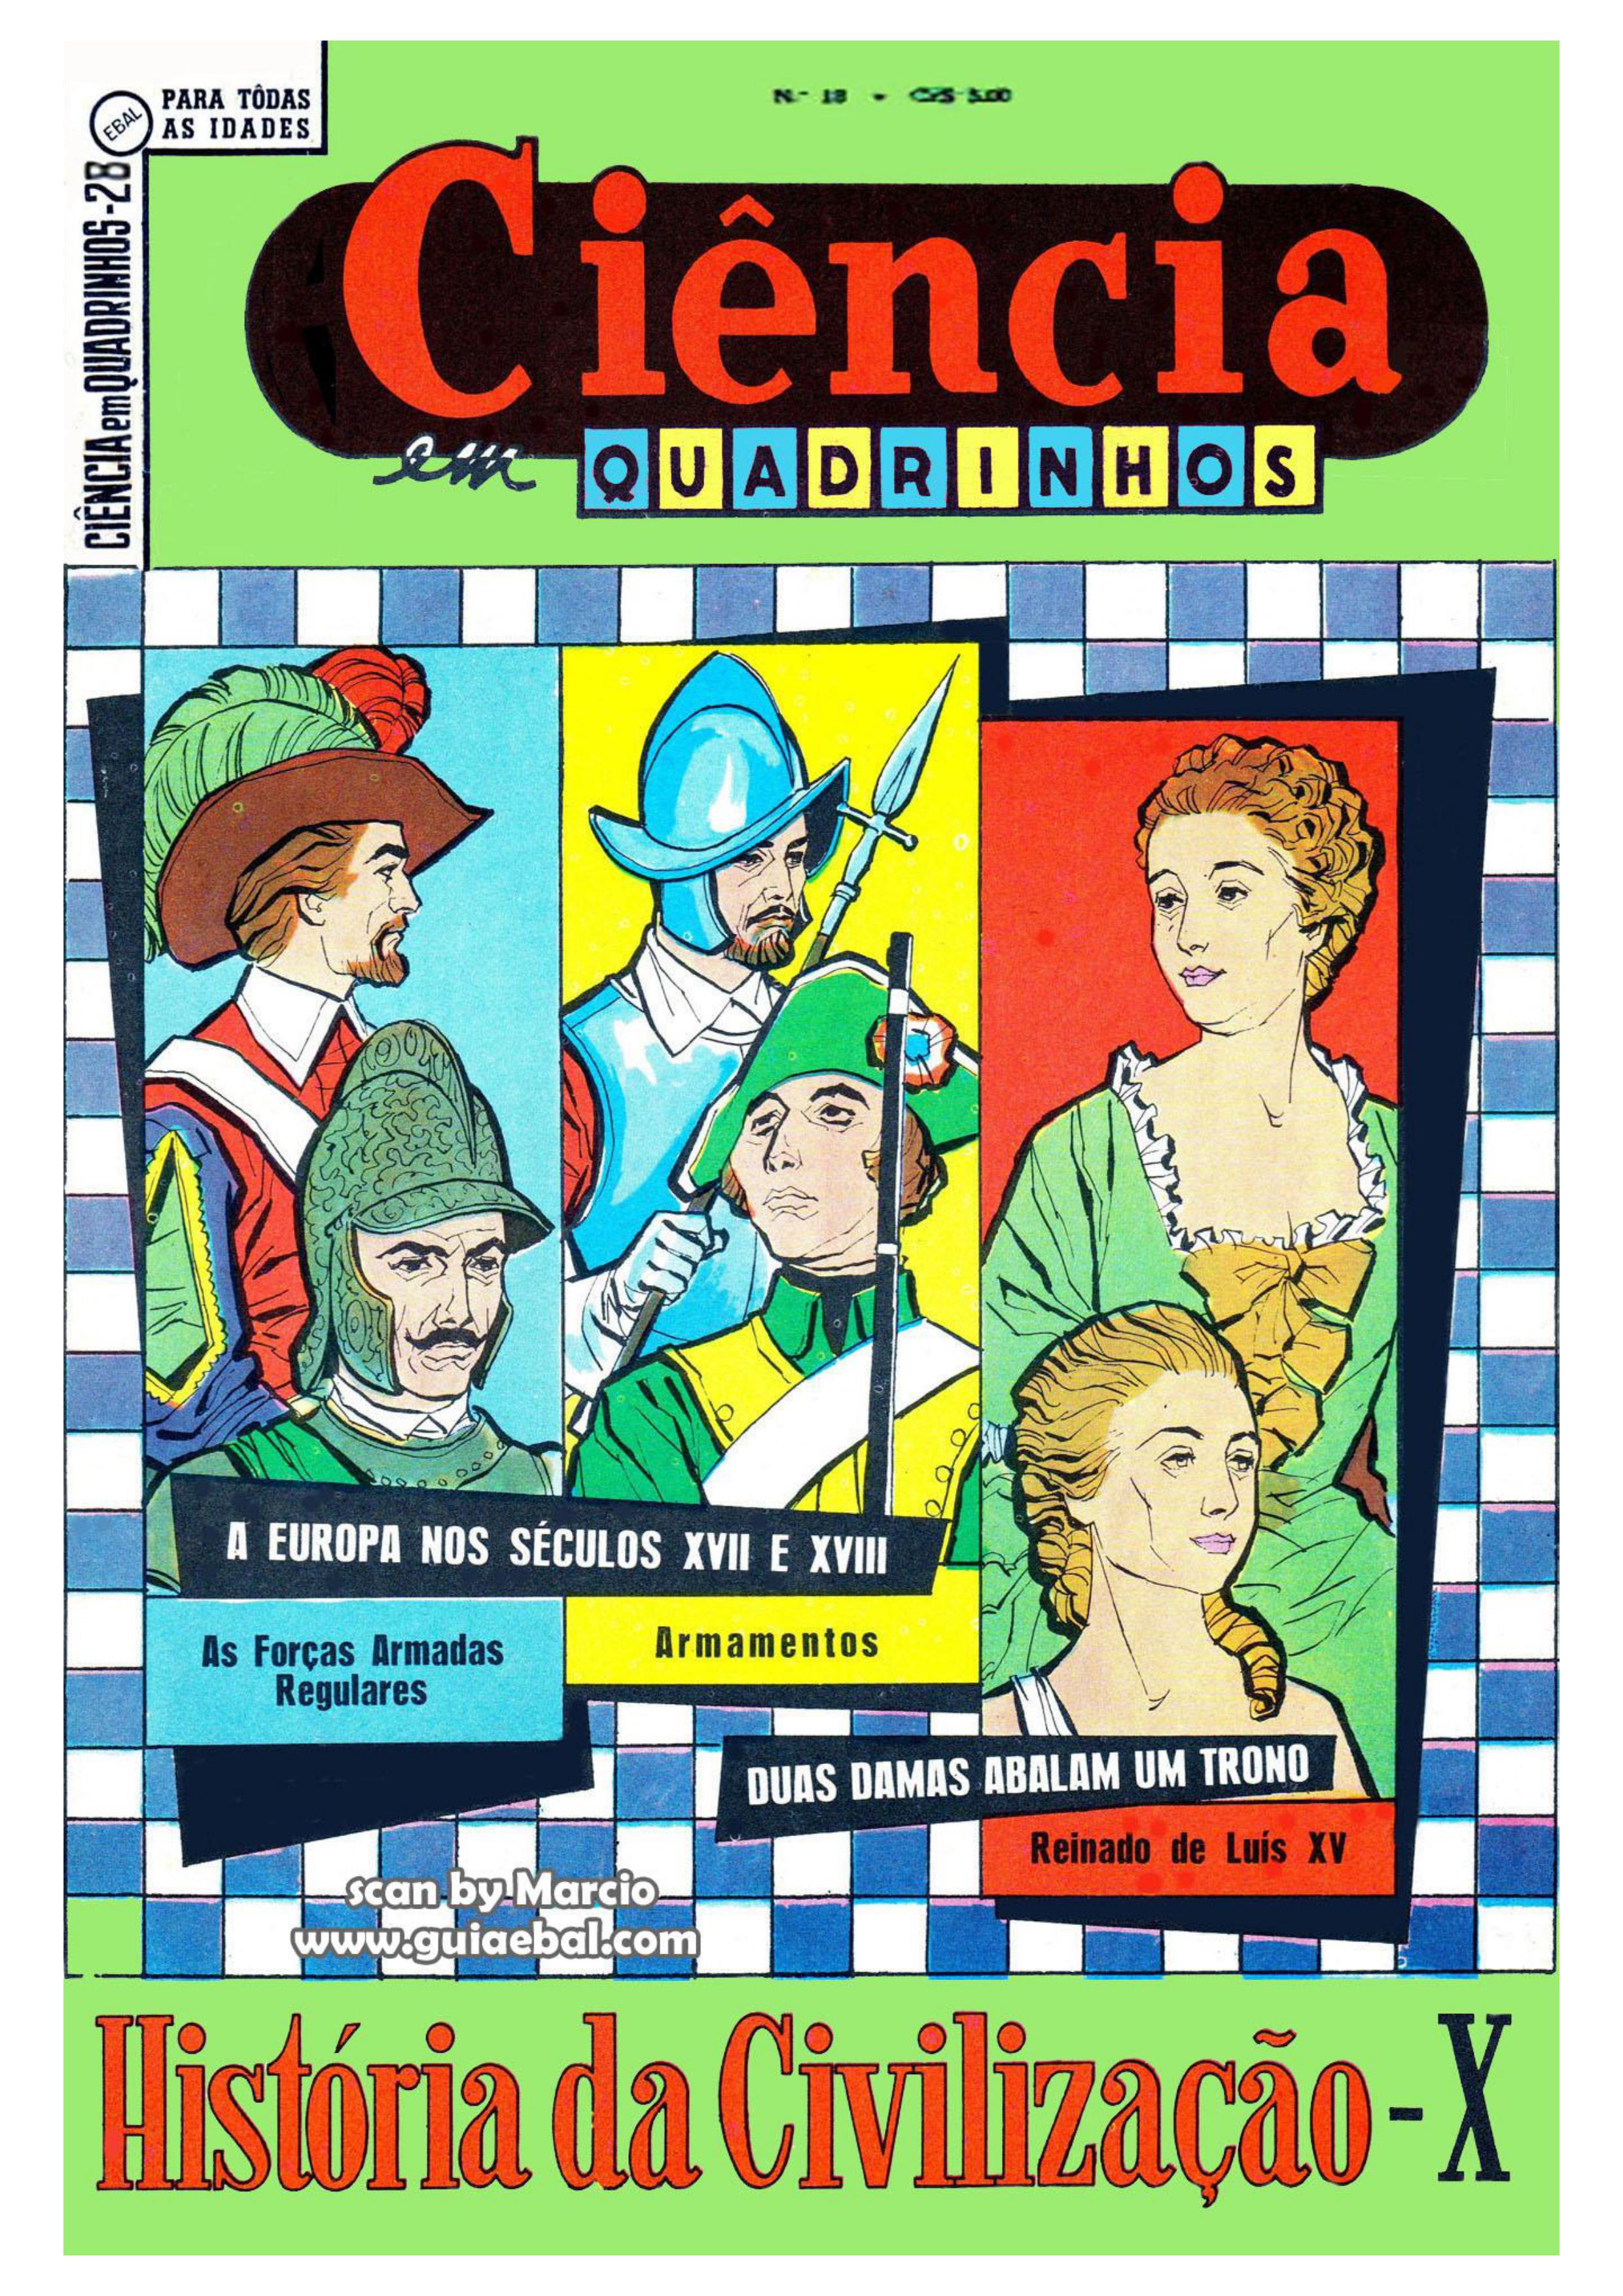 EBAL
PARA TÔDAS
AS IDADES
CIÊNCIA em QUADRINHOS-28
Ciência
em QUADRINHOS
A EUROPA NOS SÉCULOS XVII E XVIII
As Forças Armadas
Regulares
Armamentos
DUAS DAMAS ABALAM UM TRONO
Reinado de Luís XV
scan by Marcio
www.guiaebal.com
História da Civilização - X